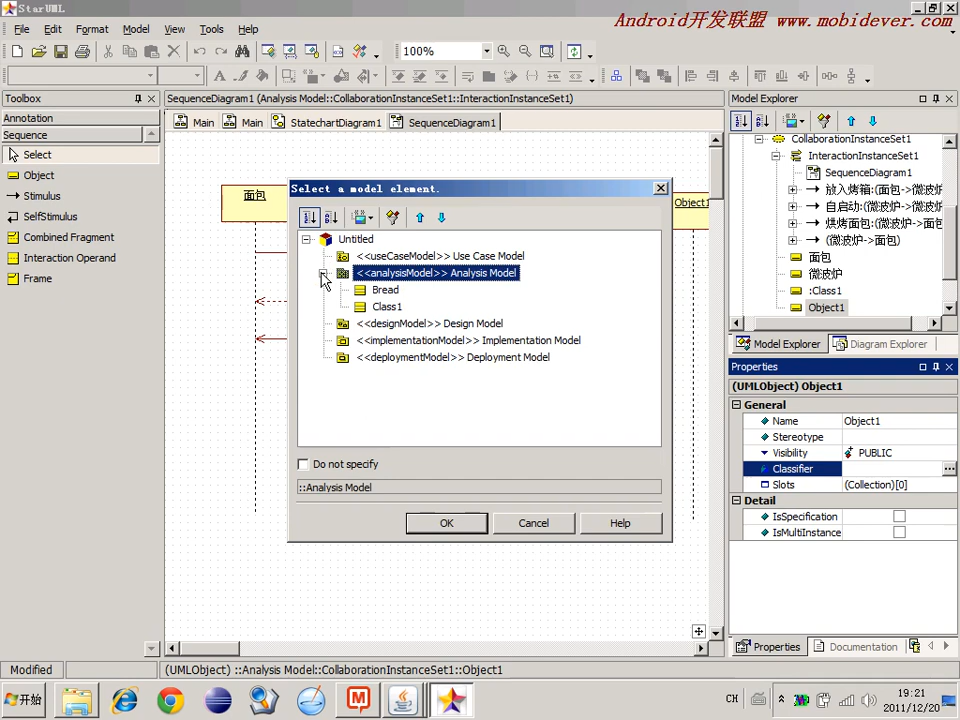 StarUML
Android开发联盟 www.mobidever.com
File Edit Format Model View Tools Help
100%
Toolbox
Annotation
Sequence
Select
Object
Stimulus
SelfStimulus
Combined Fragment
Interaction Operand
Frame
SequenceDiagram1 (Analysis Model::CollaborationInstanceSet1::InteractionInstanceSet1)
Main Main StatechartDiagram1 SequenceDiagram1
面包
Object1
Select a model element.
Untitled
<<useCaseModel>> Use Case Model
<<analysisModel>> Analysis Model
Bread
Class1
<<designModel>> Design Model
<<implementationModel>> Implementation Model
<<deploymentModel>> Deployment Model
Do not specify
::Analysis Model
OK Cancel Help
Model Explorer
CollaborationInstanceSet1
InteractionInstanceSet1
SequenceDiagram1
放入烤箱:(面包->微波炉
自启动:(微波炉->微波炉
烘烤面包:(微波炉->微波
(微波炉->面包)
面包
微波炉
:Class1
Object1
Model Explorer Diagram Explorer
Properties
(UMLObject) Object1
General
Name Object1
Stereotype
Visibility PUBLIC
Classifier ...
Slots (Collection)[0]
Detail
IsSpecification
IsMultiInstance
Properties Documentation
Modified (UMLObject) ::Analysis Model::CollaborationInstanceSet1::Object1
开始
CH
19:21
2011/12/20